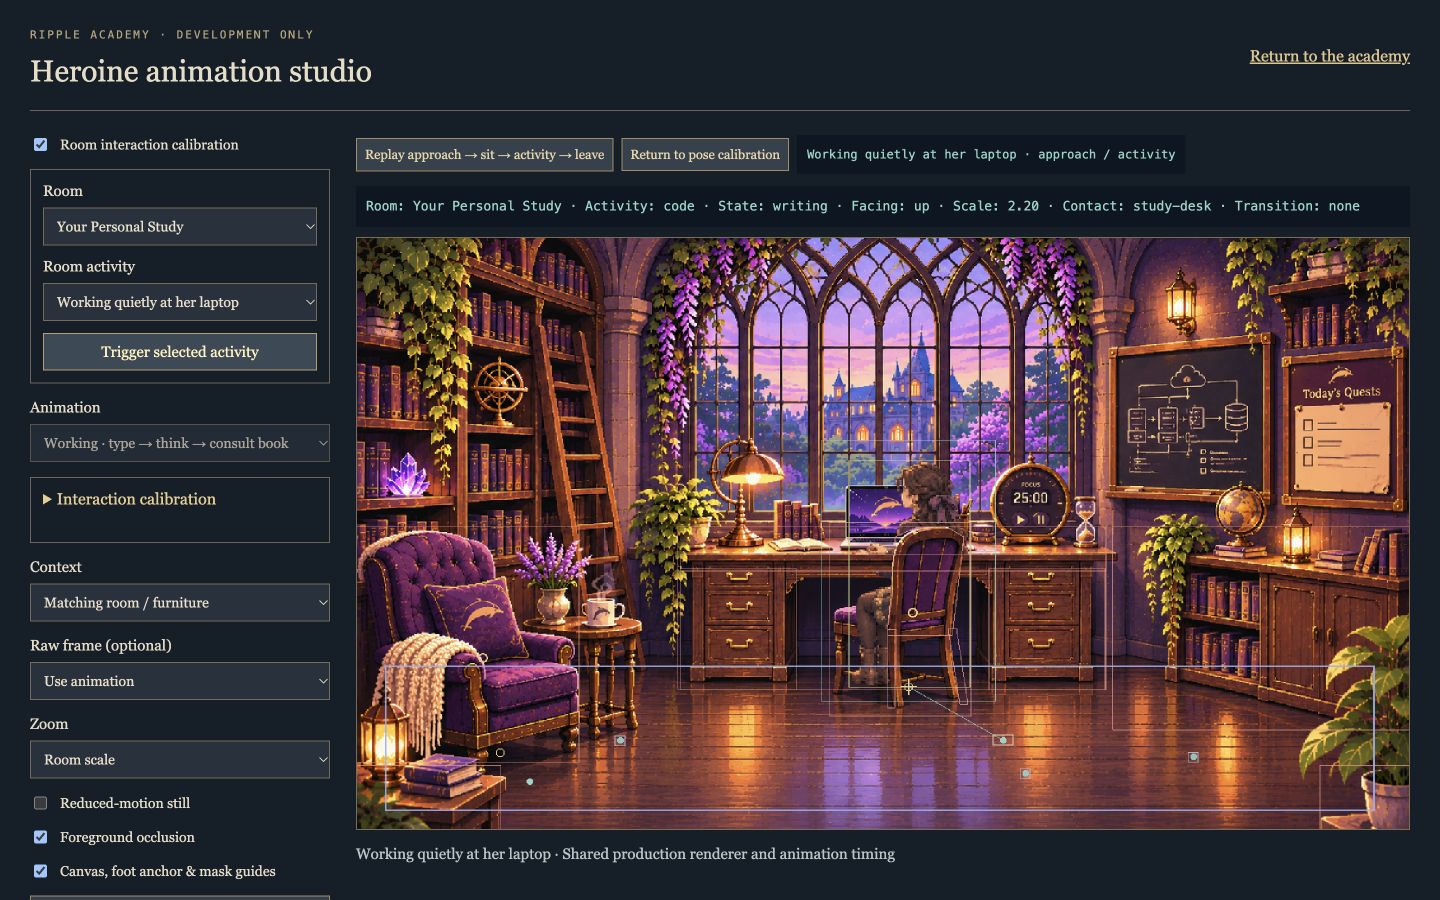 RIPPLE ACADEMY · DEVELOPMENT ONLY
Heroine animation studio
Return to the academy
Room interaction calibration
Room
Your Personal Study
Room activity
Working quietly at her laptop
Trigger selected activity
Animation
Working · type → think → consult book
Interaction calibration
Context
Matching room / furniture
Raw frame (optional)
Use animation
Zoom
Room scale
Reduced-motion still
Foreground occlusion
Canvas, foot anchor & mask guides
Replay approach → sit → activity → leave
Return to pose calibration
Working quietly at her laptop · approach / activity
Room: Your Personal Study · Activity: code · State: writing · Facing: up · Scale: 2.20 · Contact: study-desk · Transition: none
Today's Quests
FOCUS
25:00
Working quietly at her laptop · Shared production renderer and animation timing